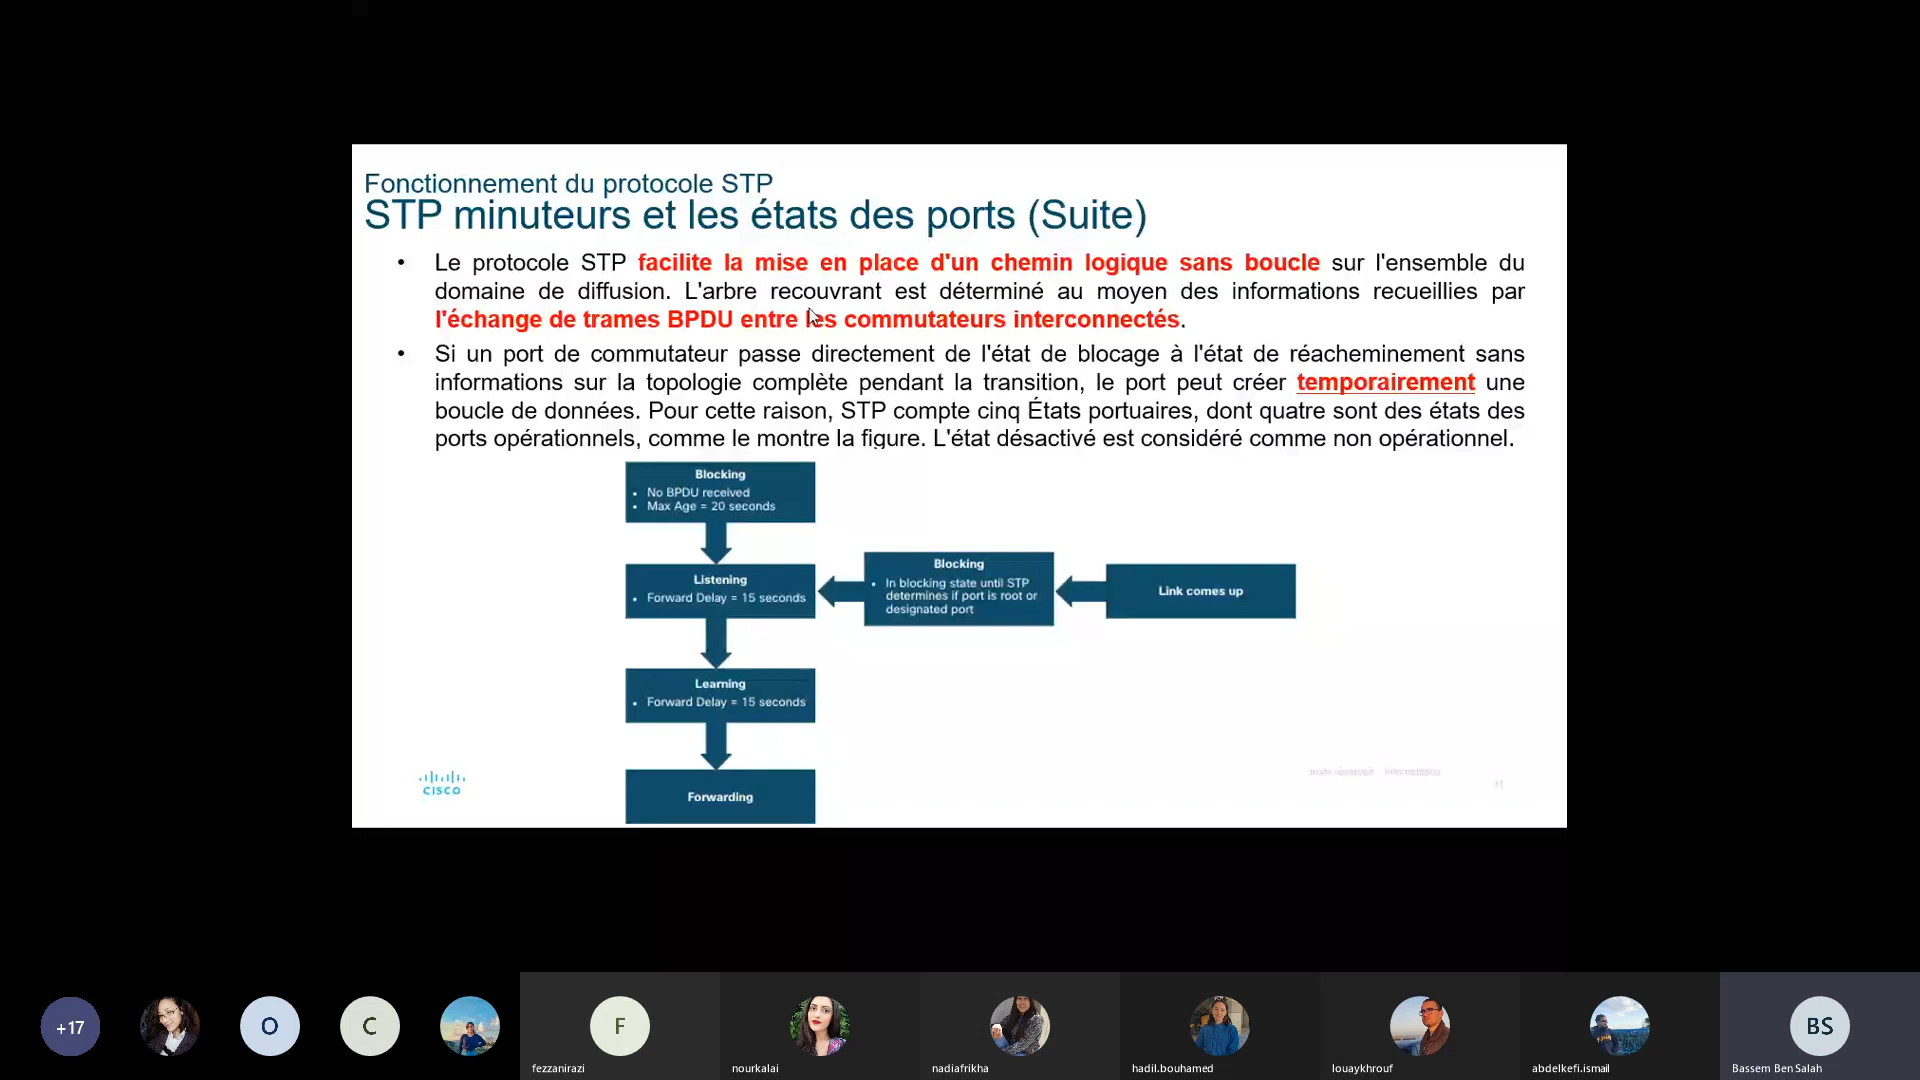 Fonctionnement du protocole STP
STP minuteurs et les états des ports (Suite)
• Le protocole STP facilite la mise en place d'un chemin logique sans boucle sur l'ensemble du
domaine de diffusion. L'arbre recouvrant est déterminé au moyen des informations recueillies par
l'échange de trames BPDU entre les commutateurs interconnectés.
• Si un port de commutateur passe directement de l'état de blocage à l'état de réacheminement sans
informations sur la topologie complète pendant la transition, le port peut créer temporairement une
boucle de données. Pour cette raison, STP compte cinq États portuaires, dont quatre sont des états des
ports opérationnels, comme le montre la figure. L'état désactivé est considéré comme non opérationnel.
Blocking
• No BPDU received
• Max Age = 20 seconds
Listening
• Forward Delay = 15 seconds
Blocking
• In blocking state until STP
determines if port is root or
designated port
Link comes up
Learning
• Forward Delay = 15 seconds
Forwarding
CISCO
+17
O
C
F
BS
fezzanirazi
nourkalai
nadiafrikha
hadil.bouhamed
louaykhrouf
abdelkefi.ismail
Bassem Ben Salah